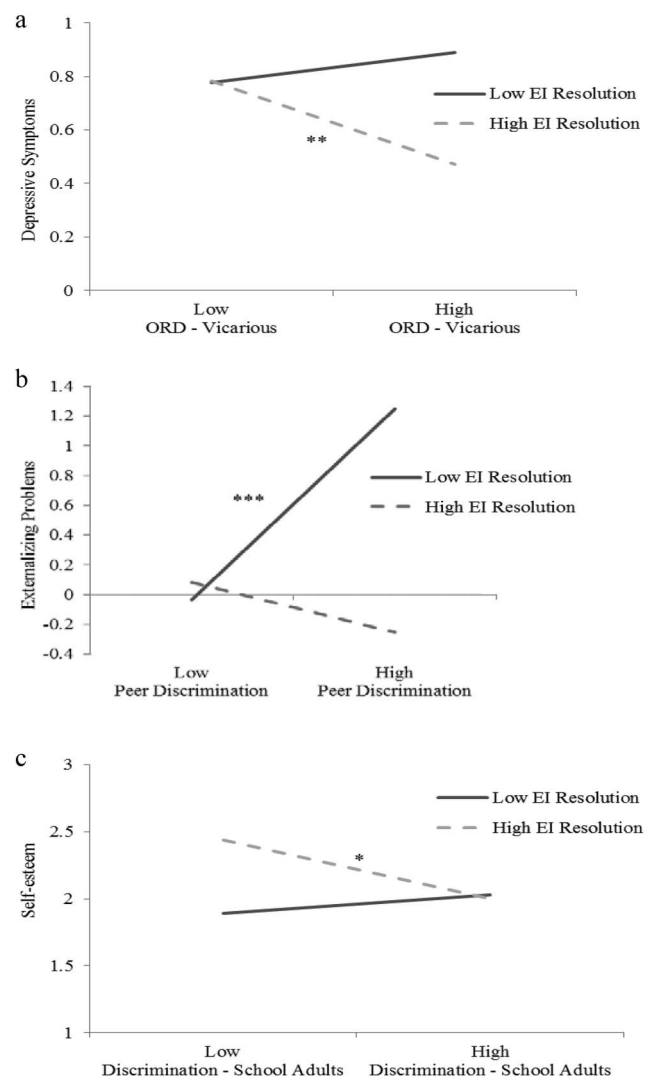 a
1
0.8
0.6
0.4
0.2
0
Depressive Symptoms
Low EI Resolution
High EI Resolution
**
Low
ORD - Vicarious
High
ORD - Vicarious
b
1.4
1.2
1
0.8
0.6
0.4
0.2
0
-0.2
-0.4
Externalizing Problems
***
Low EI Resolution
High EI Resolution
Low
Peer Discrimination
High
Peer Discrimination
c
3
2.5
2
1.5
1
Self-esteem
Low EI Resolution
High EI Resolution
*
Low
Discrimination - School Adults
High
Discrimination - School Adults